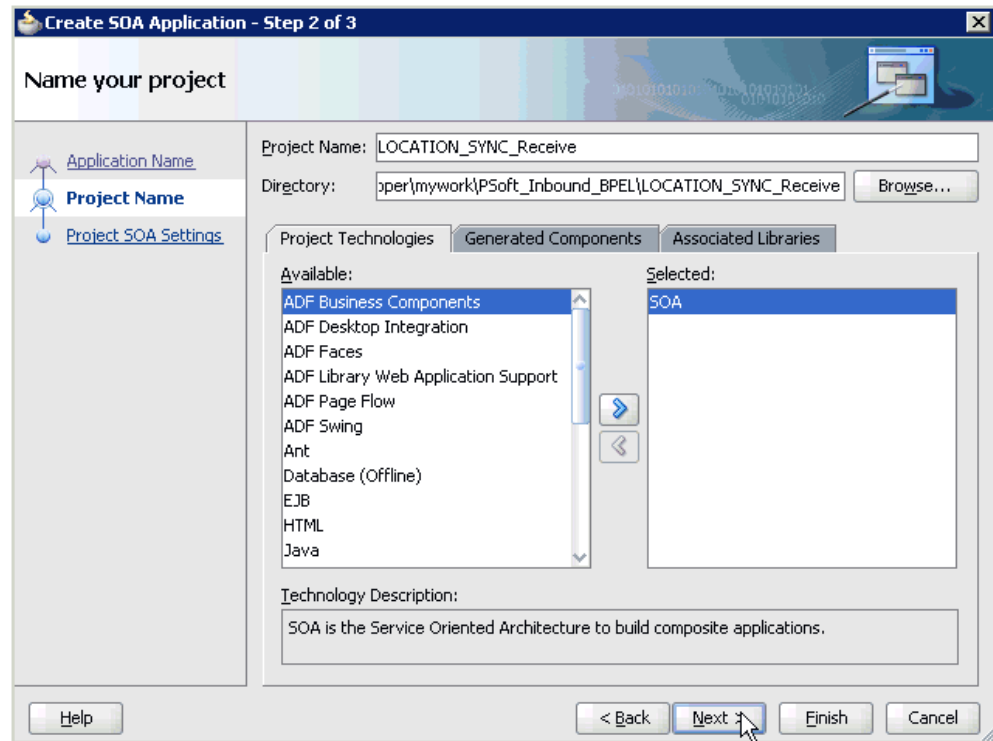 Create SOA Application - Step 2 of 3
Name your project
Application Name
Project Name
Project SOA Settings
Project Name: LOCATION_SYNC_Receive
Directory: oper\mywork\PSoft_Inbound_BPEL\LOCATION_SYNC_Receive Browse...
Project Technologies Generated Components Associated Libraries
Available: Selected:
ADF Business Components SOA
ADF Desktop Integration
ADF Faces
ADF Library Web Application Support
ADF Page Flow
ADF Swing
Ant
Database (Offline)
EJB
HTML
Java
Technology Description:
SOA is the Service Oriented Architecture to build composite applications.
Help < Back Next > Finish Cancel